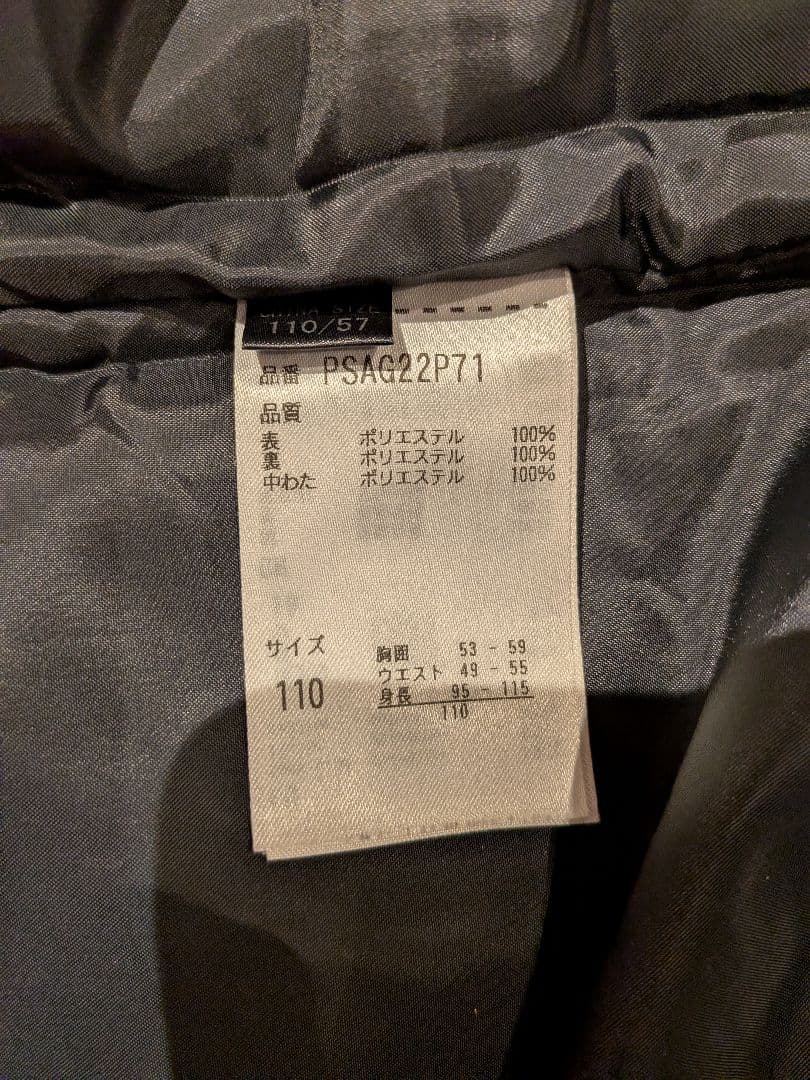 CHINA SIZE
110/57
品番 PSAG22P71
品質
表 ポリエステル 100%
裏 ポリエステル 100%
中わた ポリエステル 100%
サイズ
110
胸囲 53 - 59
ウエスト 49 - 55
身長 95 - 115
110